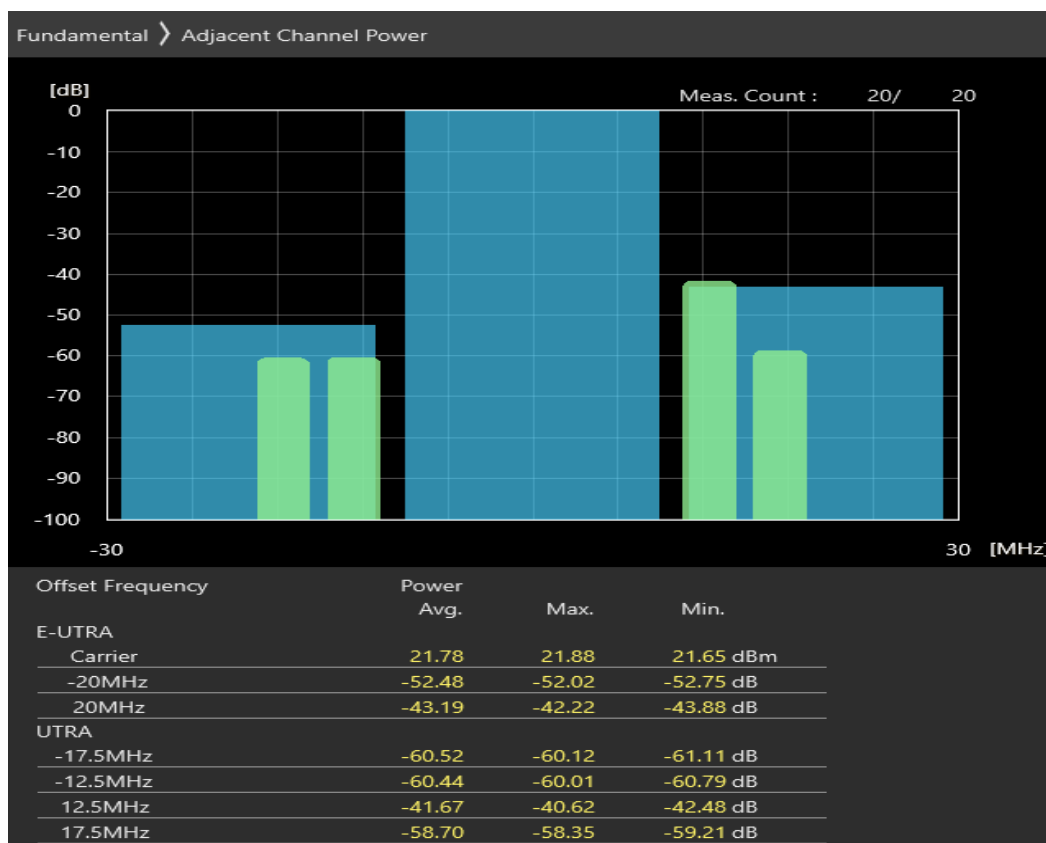 Fundamental 〉 Adjacent Channel Power
[dB]
Meas. Count : 20/ 20
0
-10
-20
-30
-40
-50
-60
-70
-80
-90
-100
-30 30 [MHz]
Offset Frequency Power
Avg. Max. Min.
E-UTRA
Carrier 21.78 21.88 21.65 dBm
-20MHz -52.48 -52.02 -52.75 dB
20MHz -43.19 -42.22 -43.88 dB
UTRA
-17.5MHz -60.52 -60.12 -61.11 dB
-12.5MHz -60.44 -60.01 -60.79 dB
12.5MHz -41.67 -40.62 -42.48 dB
17.5MHz -58.70 -58.35 -59.21 dB